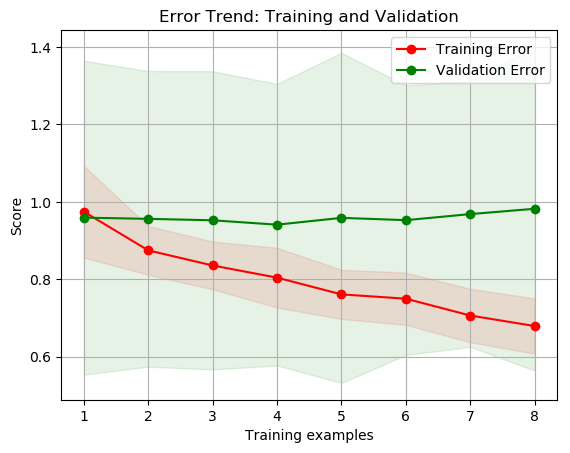 Error Trend: Training and Validation
Training Error
Validation Error
1.4
1.2
1.0
0.8
0.6
Score
1 2 3 4 5 6 7 8
Training examples